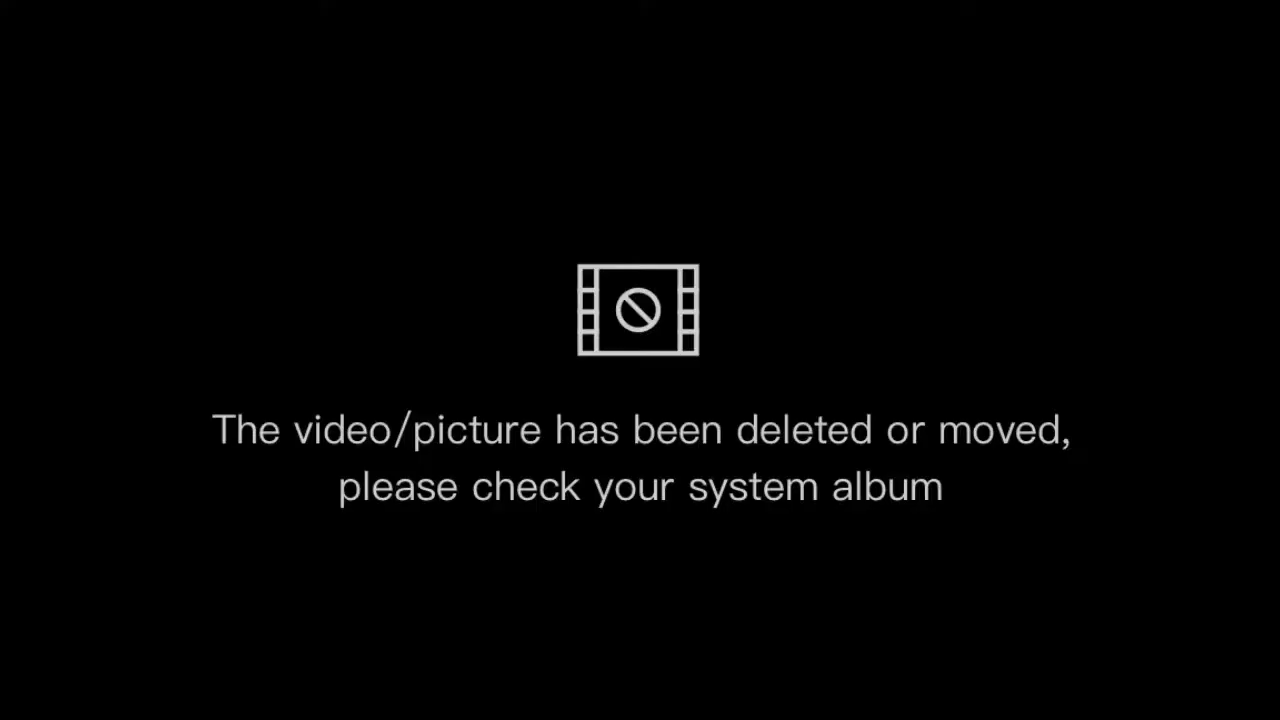 The video/picture has been deleted or moved,
please check your system album